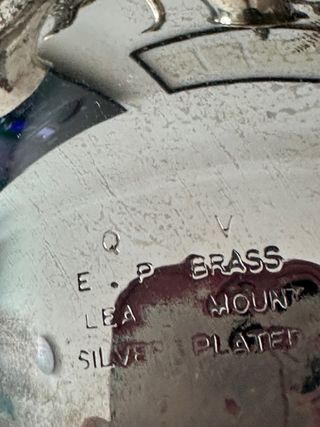 Q V
E. P BRASS
LEA MOUNT
SILVER PLATED